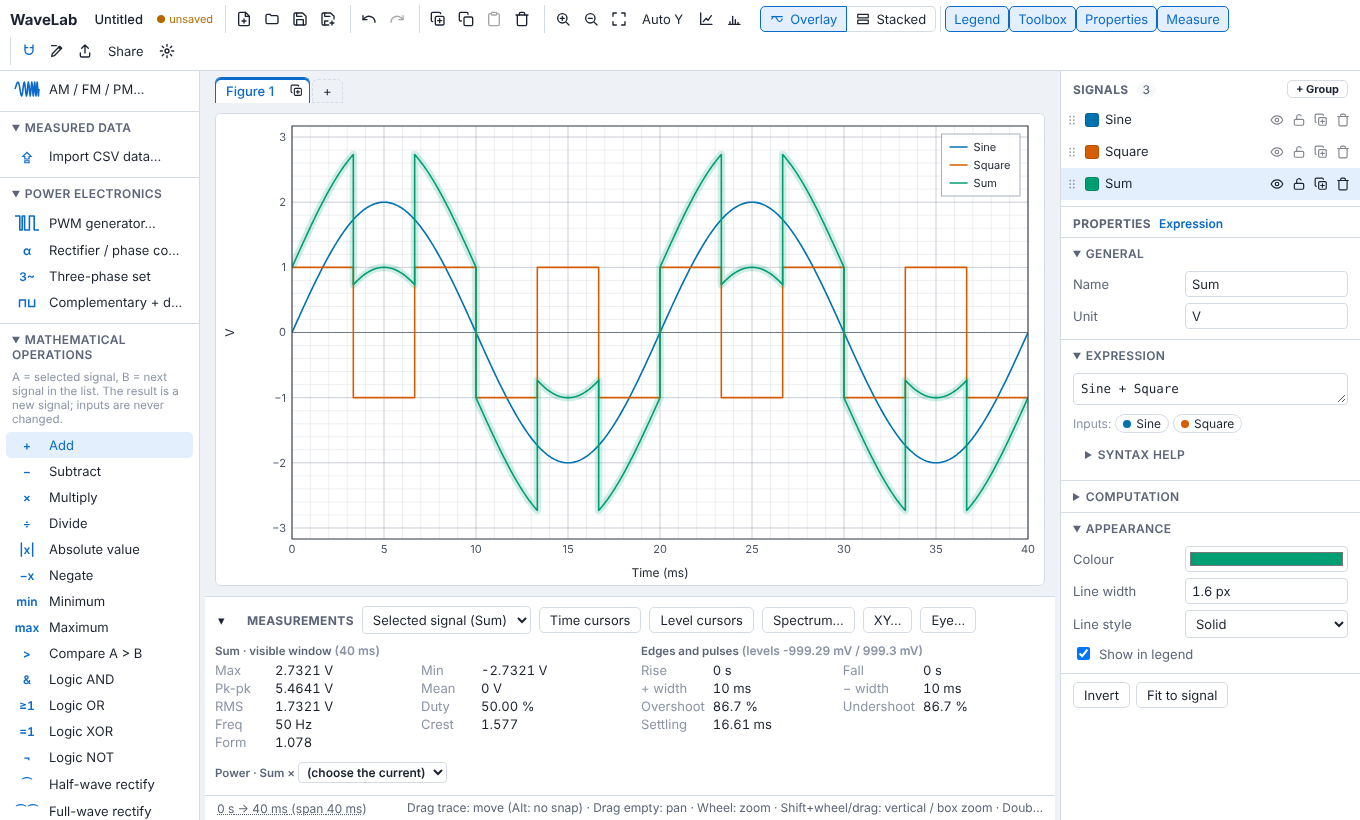 WaveLab Untitled unsaved Auto Y Overlay Stacked Legend Toolbox Properties Measure
Share
AM / FM / PM...
MEASURED DATA
Import CSV data...
POWER ELECTRONICS
PWM generator...
α Rectifier / phase co...
3~ Three-phase set
Complementary + d...
MATHEMATICAL
OPERATIONS
A = selected signal, B = next
signal in the list. The result is a
new signal; inputs are never
changed.
+ Add
− Subtract
× Multiply
÷ Divide
|x| Absolute value
−x Negate
min Minimum
max Maximum
> Compare A > B
& Logic AND
≥1 Logic OR
=1 Logic XOR
¬ Logic NOT
Half-wave rectify
Full-wave rectify
Figure 1 +
3
2
1
0
−1
−2
−3
V
Sine
Square
Sum
0 5 10 15 20 25 30 35 40
Time (ms)
MEASUREMENTS Selected signal (Sum) Time cursors Level cursors Spectrum... XY... Eye...
Sum · visible window (40 ms) Edges and pulses (levels -999.29 mV / 999.3 mV)
Max 2.7321 V Min -2.7321 V Rise 0 s Fall 0 s
Pk-pk 5.4641 V Mean 0 V + width 10 ms − width 10 ms
RMS 1.7321 V Duty 50.00 % Overshoot 86.7 % Undershoot 86.7 %
Freq 50 Hz Crest 1.577 Settling 16.61 ms
Form 1.078
Power · Sum × (choose the current)
0 s → 40 ms (span 40 ms) Drag trace: move (Alt: no snap) · Drag empty: pan · Wheel: zoom · Shift+wheel/drag: vertical / box zoom · Doub...
SIGNALS 3 + Group
Sine
Square
Sum
PROPERTIES Expression
GENERAL
Name Sum
Unit V
EXPRESSION
Sine + Square
Inputs: Sine Square
SYNTAX HELP
COMPUTATION
APPEARANCE
Colour
Line width 1.6 px
Line style Solid
Show in legend
Invert Fit to signal